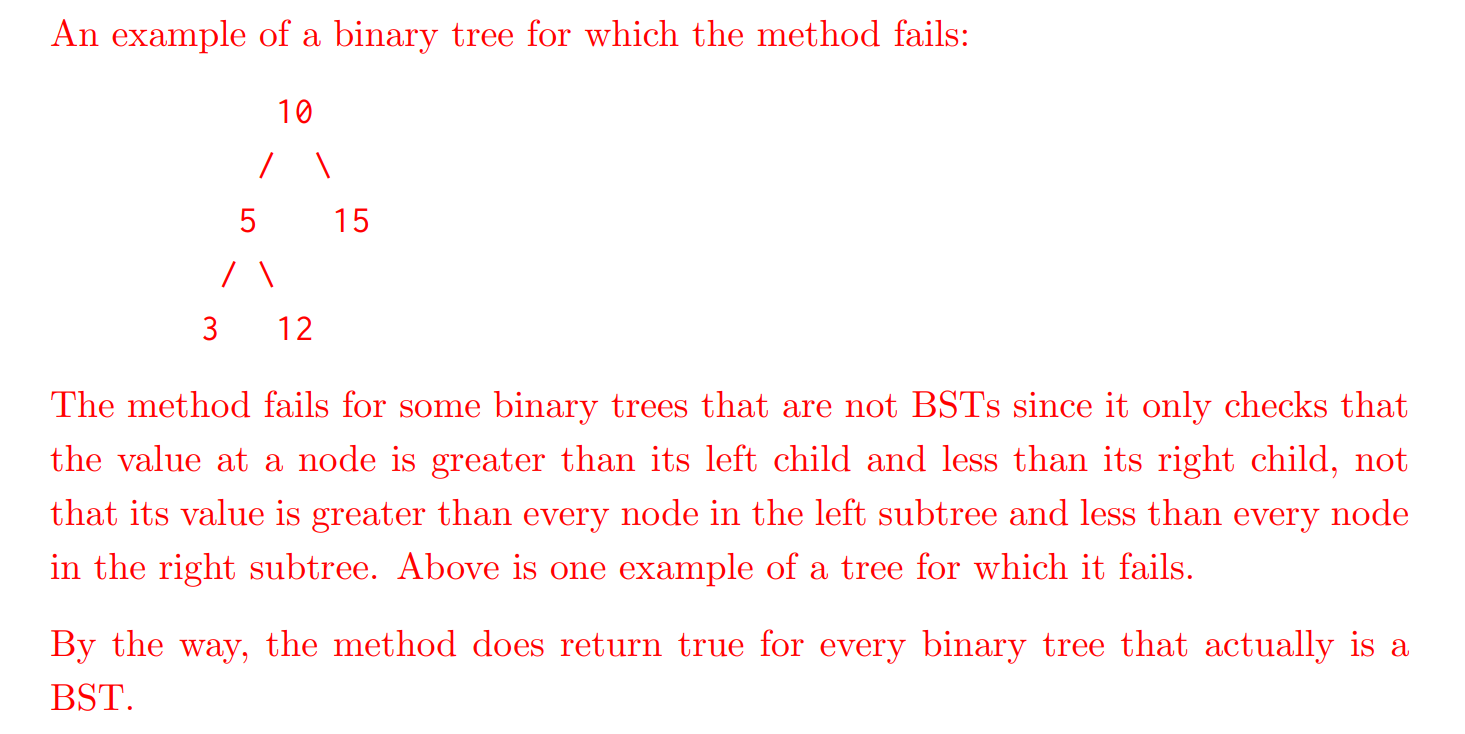 An example of a binary tree for which the method fails:
10
/ \
5 15
/ \
3 12
The method fails for some binary trees that are not BSTs since it only checks that
the value at a node is greater than its left child and less than its right child, not
that its value is greater than every node in the left subtree and less than every node
in the right subtree. Above is one example of a tree for which it fails.
By the way, the method does return true for every binary tree that actually is a
BST.